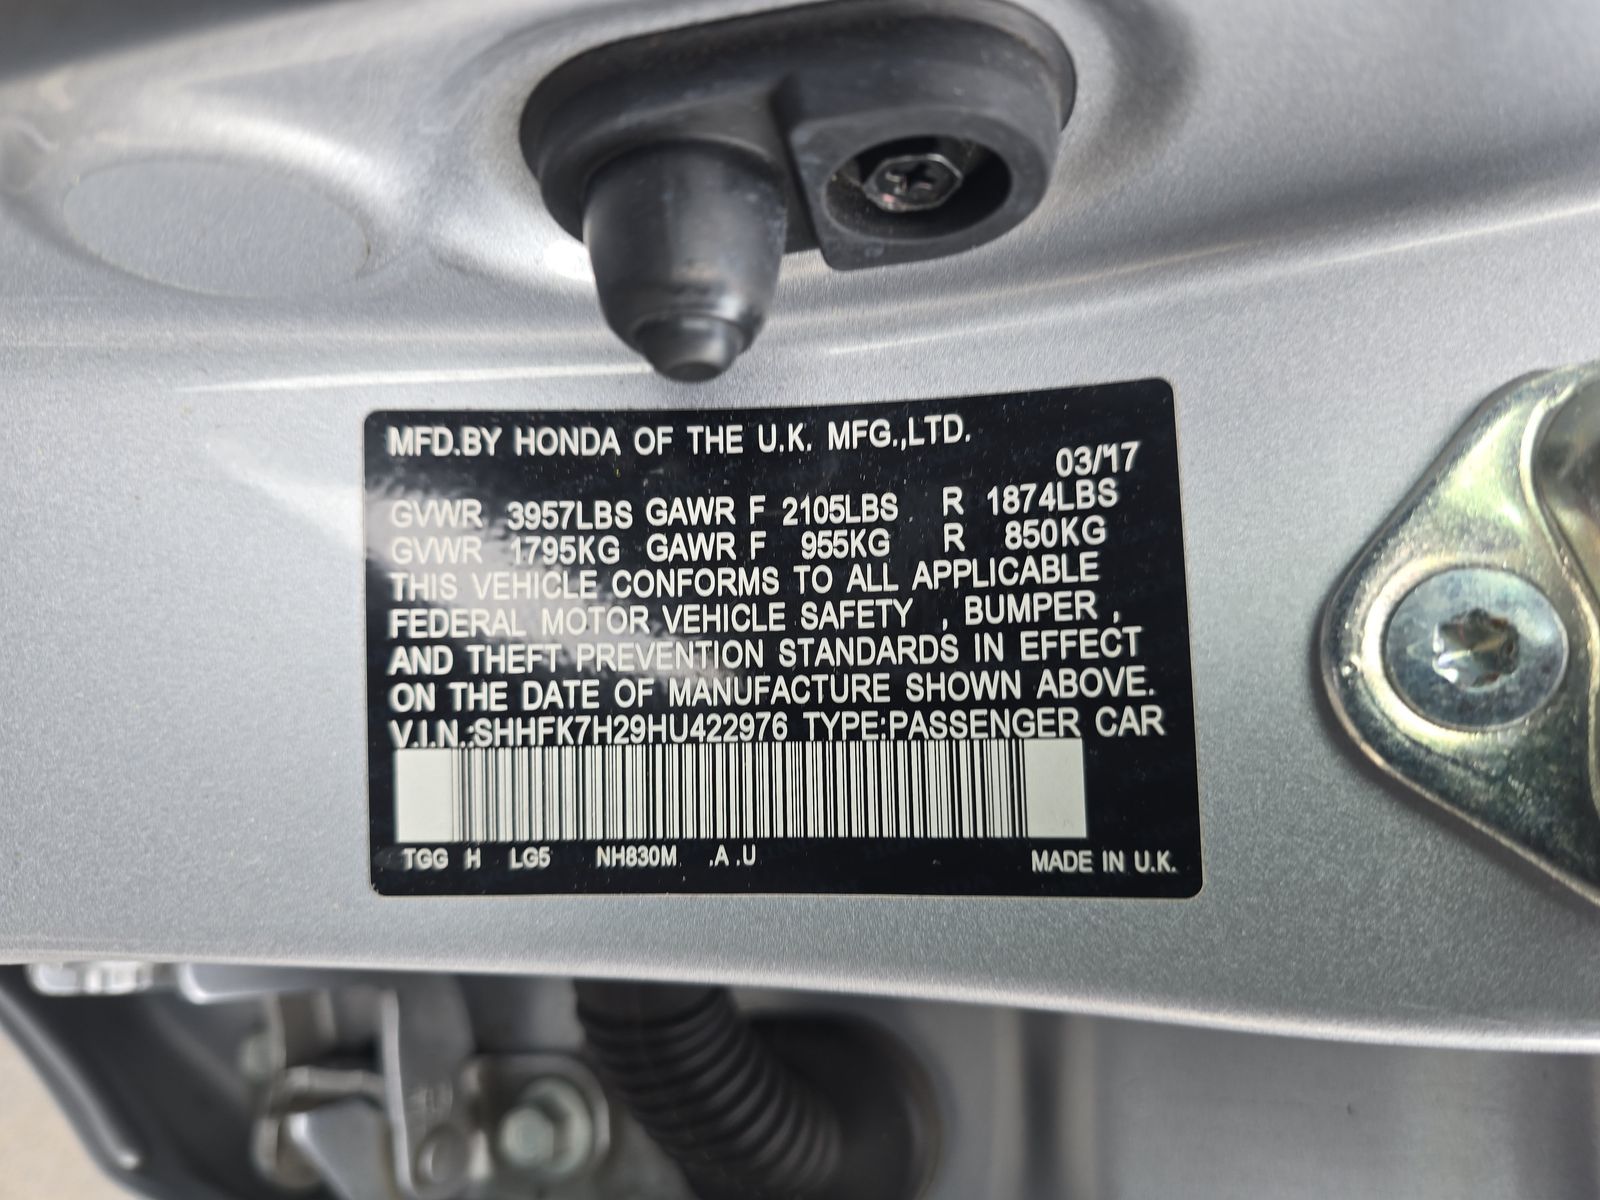 MFD.BY HONDA OF THE U.K. MFG.,LTD.
03/'17
GVWR 3957LBS GAWR F 2105LBS R 1874LBS
GVWR 1795KG GAWR F 955KG R 850KG
THIS VEHICLE CONFORMS TO ALL APPLICABLE
FEDERAL MOTOR VEHICLE SAFETY , BUMPER ,
AND THEFT PREVENTION STANDARDS IN EFFECT
ON THE DATE OF MANUFACTURE SHOWN ABOVE.
V.I.N.:SHHFK7H29HU422976 TYPE:PASSENGER CAR
TGG H LG5 NH830M .A .U MADE IN U.K.